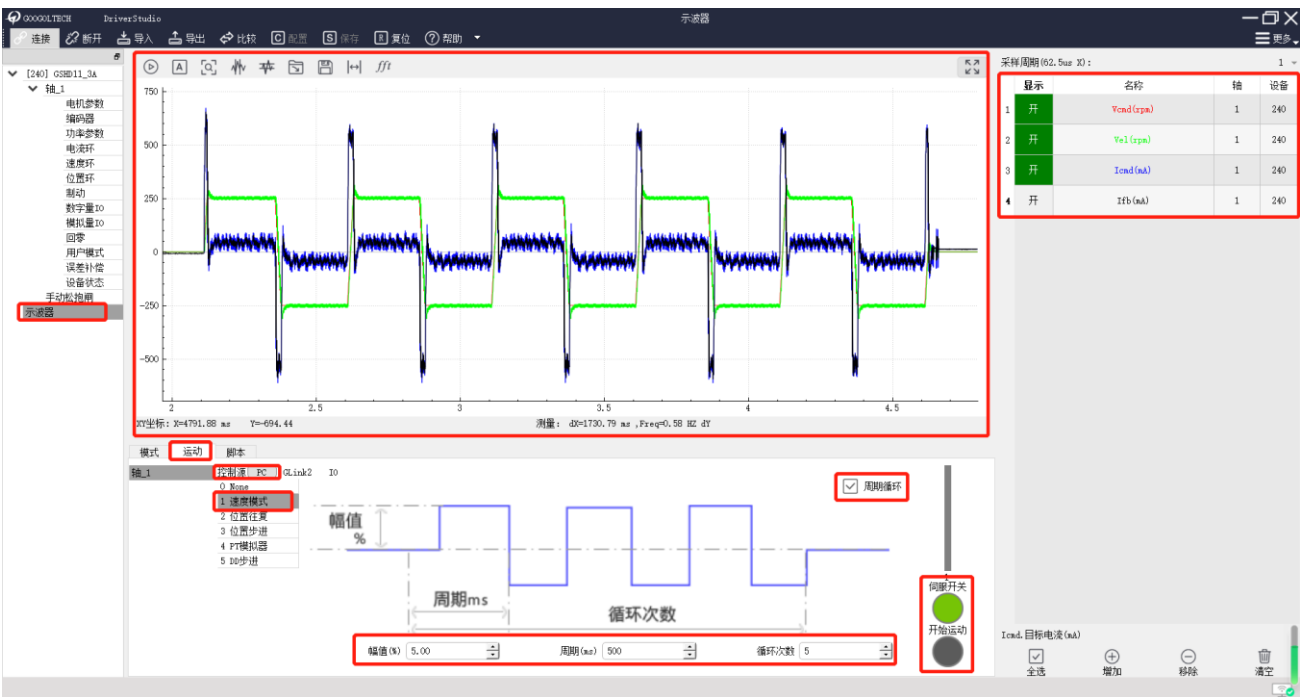 GOOGOLTECH DriverStudio 示波器
连接 断开 导入 导出 比较 C 配置 S 保存 R 复位 ? 帮助 更多
[240] GSHD11_3A
轴_1
电机参数
编码器
功率参数
电流环
速度环
位置环
制动
数字量IO
模拟量IO
回零
用户模式
误差补偿
设备状态
手动松抱闸
示波器
A fft
750
500
250
0
-250
-500
2 2.5 3 3.5 4 4.5
XY坐标: X=4791.88 ms Y=-694.44 测量: dX=1730.79 ms ,Freq=0.58 HZ dY
采样周期(62.5us X): 1
显示 名称 轴 设备
1 开 Vcmd(rpm) 1 240
2 开 Vel(rpm) 1 240
3 开 Icmd(mA) 1 240
4 开 Ifb(mA) 1 240
模式 运动 脚本
轴_1 控制源 PC GLink2 IO
0 None
1 速度模式
2 位置往复
3 位置步进
4 PT模拟器
5 DD步进
周期循环
幅值
%
周期ms
循环次数
幅值(%) 5.00 周期(ms) 500 循环次数 5
伺服开关
开始运动
Icmd.目标电流(mA)
全选 增加 移除 清空